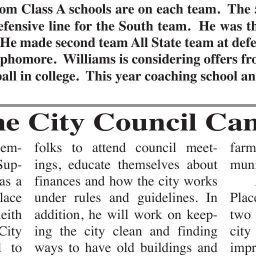 om Class A schools are on each team. The
efensive line for the South team. He was th
He made second team All State team at defe
phomore. Williams is considering offers fro
all in college. This year coaching school an
he City Council Can
em-
Sup-
as a
lace
eith
City
l to
folks to attend council meet-
ings, educate themselves about
finances and how the city works
under rules and guidelines. In
addition, he will work on keep-
ing the city clean and finding
ways to have old buildings and
farm
muni
Place
two
city
impr